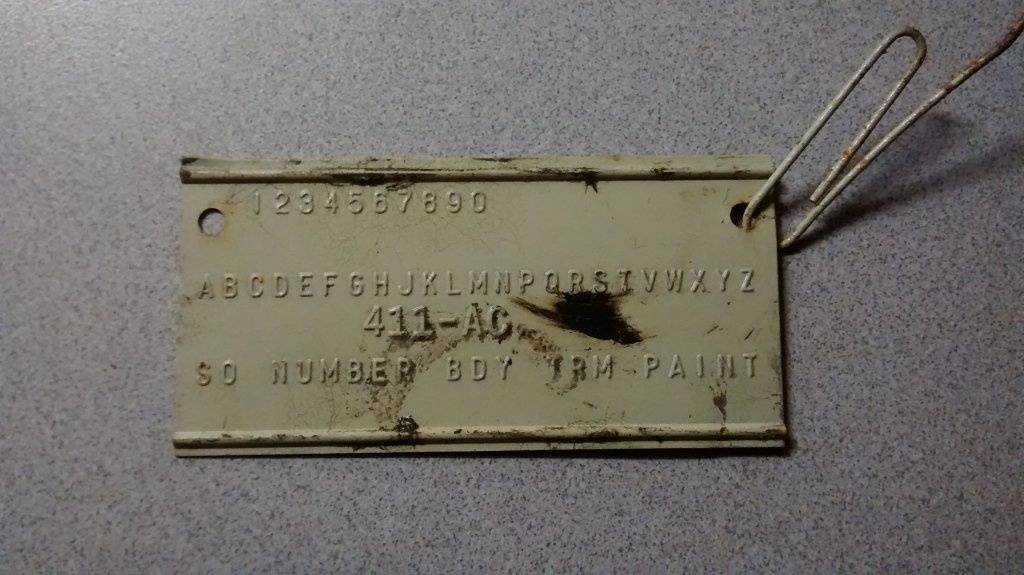 1234567890
ABCDEFGHJKLMNPQRSTVWXYZ
411-AC
SO NUMBER BDY TRM PAINT